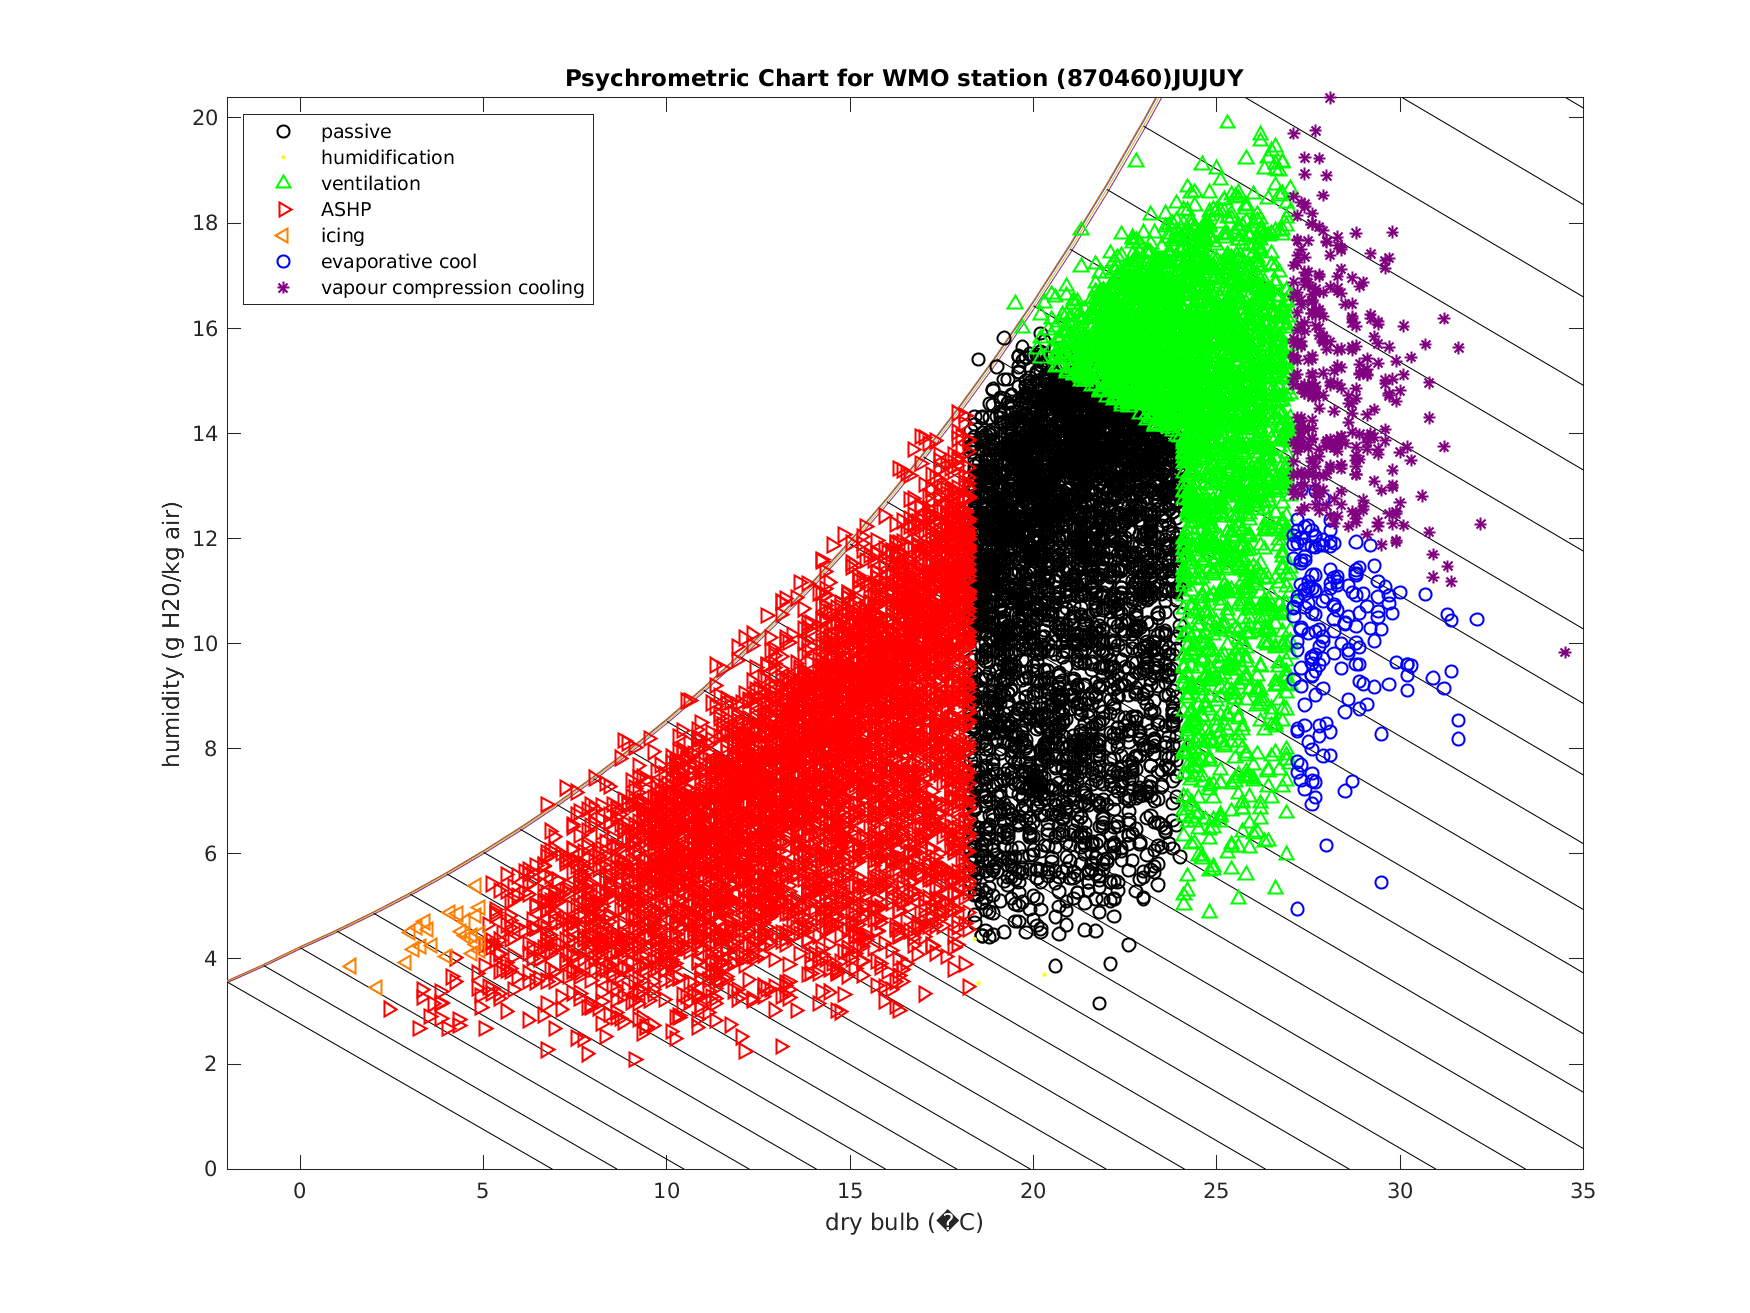 Psychrometric Chart for WMO station (870460)JUJUY
passive
humidification
ventilation
ASHP
icing
evaporative cool
vapour compression cooling
humidity (g H20/kg air)
20
18
16
14
12
10
8
6
4
2
0
0 5 10 15 20 25 30 35
dry bulb (�C)